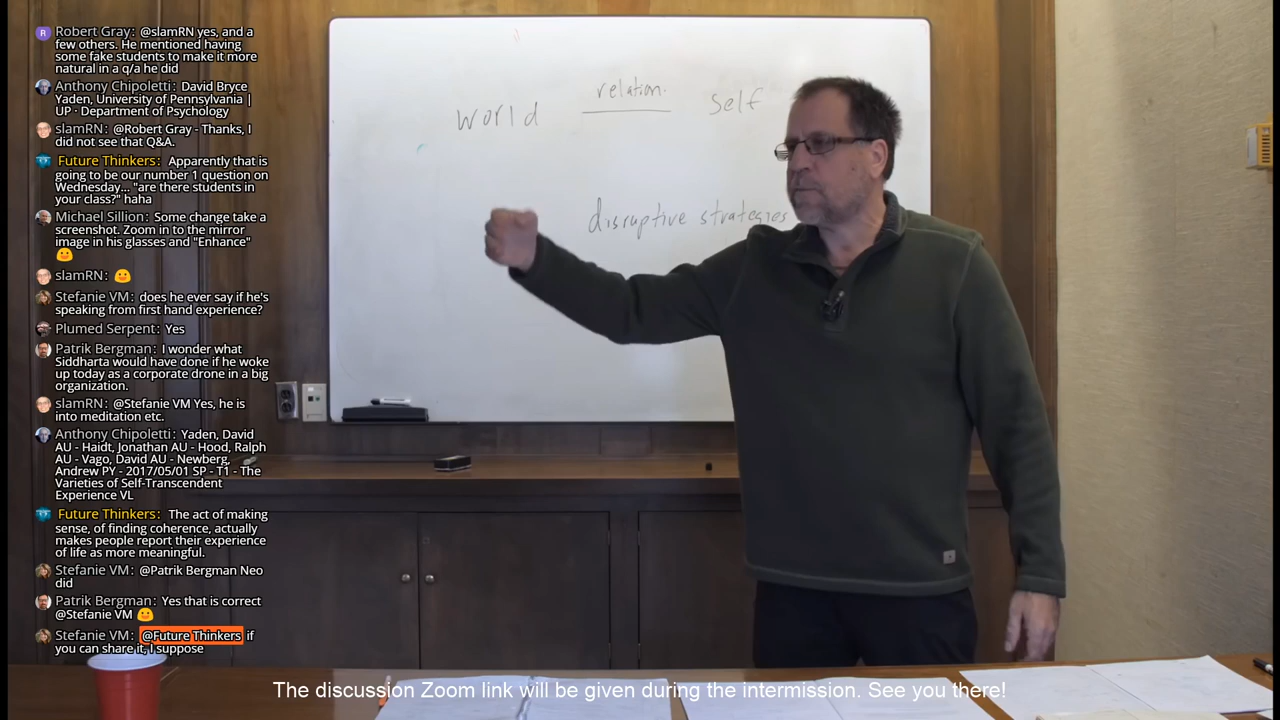 R Robert Gray: @slamRN yes, and a
few others. He mentioned having
some fake students to make it more
natural in a q/a he did
Anthony Chipoletti: David Bryce
Yaden, University of Pennsylvania |
UP · Department of Psychology
slamRN: @Robert Gray - Thanks, I
did not see that Q&A.
Future Thinkers: Apparently that is
going to be our number 1 question on
Wednesday... "are there students in
your class?" haha
Michael Sillion: Some change take a
screenshot. Zoom in to the mirror
image in his glasses and "Enhance"
slamRN:
Stefanie VM: does he ever say if he's
speaking from first hand experience?
Plumed Serpent: Yes
Patrik Bergman: I wonder what
Siddharta would have done if he woke
up today as a corporate drone in a big
organization.
slamRN: @Stefanie VM Yes, he is
into meditation etc.
Anthony Chipoletti: Yaden, David
AU - Haidt, Jonathan AU - Hood, Ralph
AU - Vago, David AU - Newberg,
Andrew PY - 2017/05/01 SP - T1 - The
Varieties of Self-Transcendent
Experience VL
Future Thinkers: The act of making
sense, of finding coherence, actually
makes people report their experience
of life as more meaningful.
Stefanie VM: @Patrik Bergman Neo
did
Patrik Bergman: Yes that is correct
@Stefanie VM
Stefanie VM: @Future Thinkers if
you can share it, I suppose
world relation. self
disruptive strategies
The discussion Zoom link will be given during the intermission. See you there!